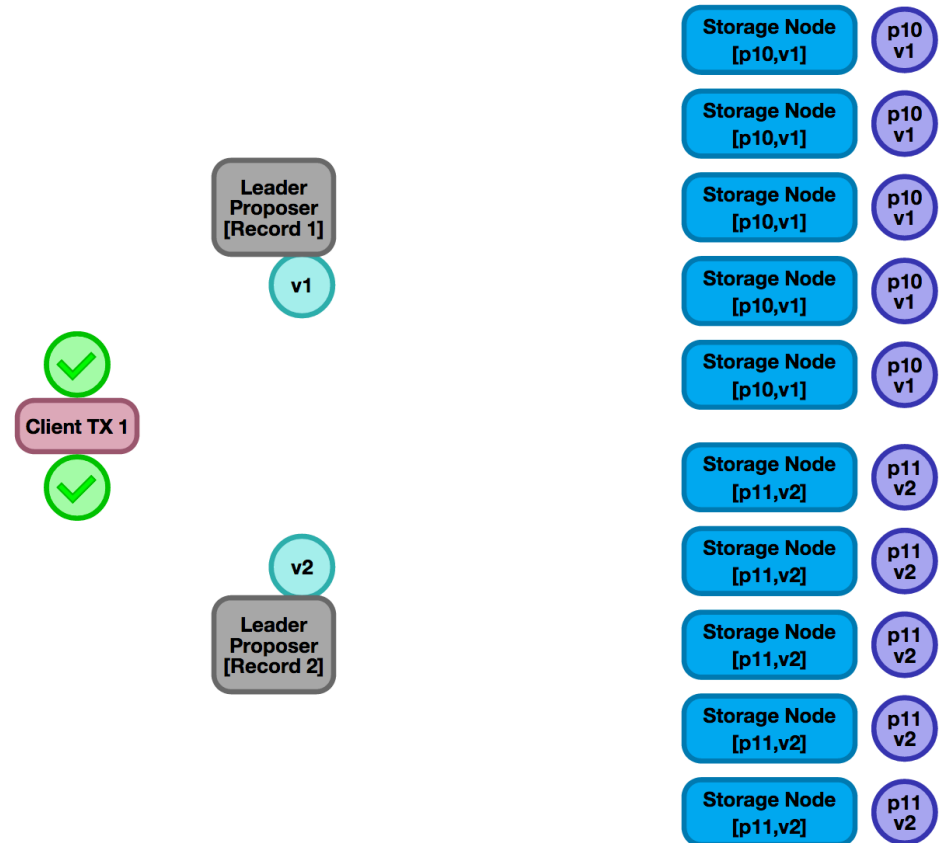 Storage Node
[p10,v1]
p10
v1
Storage Node
[p10,v1]
p10
v1
Leader
Proposer
[Record 1]
Storage Node
[p10,v1]
p10
v1
v1
Storage Node
[p10,v1]
p10
v1
Storage Node
[p10,v1]
p10
v1
Client TX 1
Storage Node
[p11,v2]
p11
v2
v2
Storage Node
[p11,v2]
p11
v2
Leader
Proposer
[Record 2]
Storage Node
[p11,v2]
p11
v2
Storage Node
[p11,v2]
p11
v2
Storage Node
[p11,v2]
p11
v2